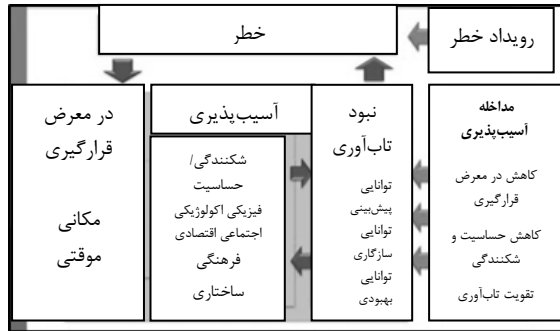 رویداد خطر
خطر
مداخله
آسیب‌پذیری
کاهش در معرض
قرارگیری
کاهش حساسیت و
شکنندگی
تقویت تاب‌آوری
نبود
تاب‌آوری
توانایی
پیش‌بینی
توانایی
سازگاری
توانایی
بهبودی
آسیب‌پذیری
شکنندگی/
حساسیت
فیزیکی اکولوژیکی
اجتماعی اقتصادی
فرهنگی
ساختاری
در معرض
قرارگیری
مکانی
موقتی